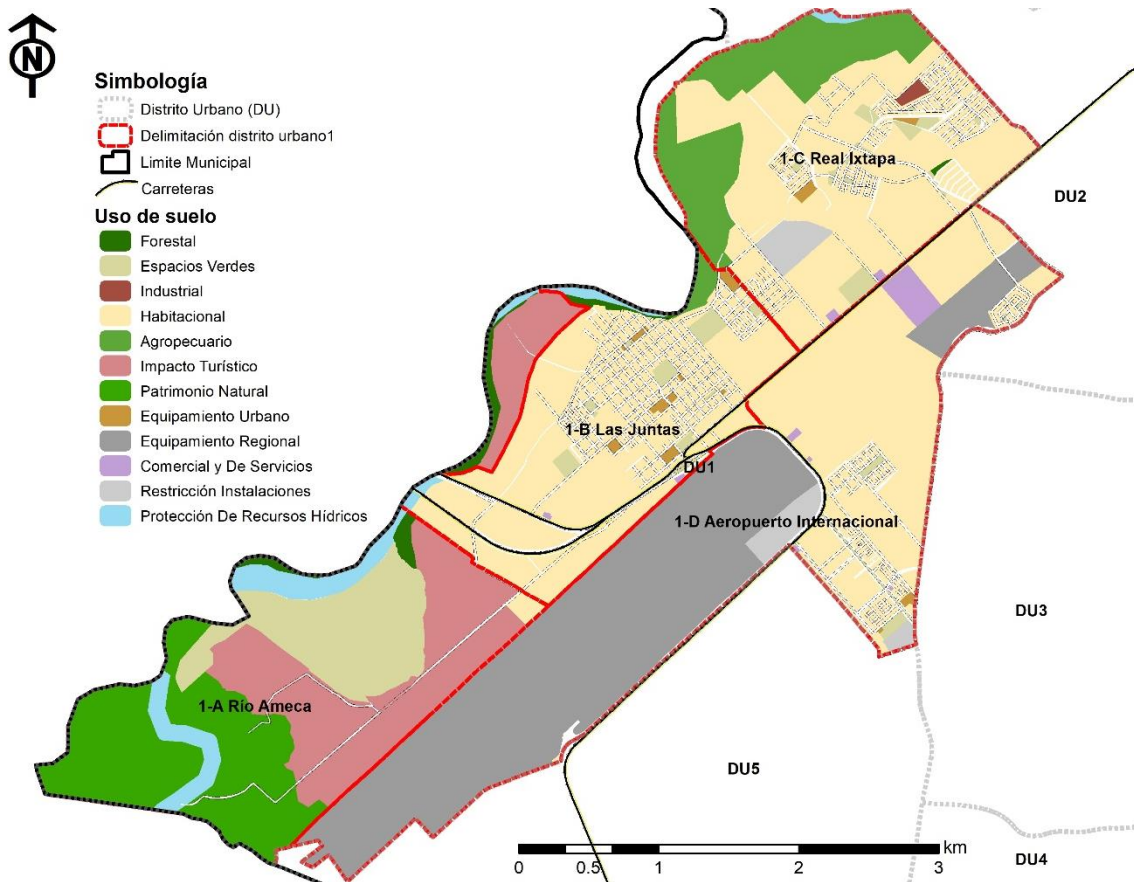 N
Simbología
Distrito Urbano (DU)
Delimitación distrito urbano1
Limite Municipal
Carreteras
Uso de suelo
Forestal
Espacios Verdes
Industrial
Habitacional
Agropecuario
Impacto Turístico
Patrimonio Natural
Equipamiento Urbano
Equipamiento Regional
Comercial y De Servicios
Restricción Instalaciones
Protección De Recursos Hídricos
1-C Real Ixtapa
DU2
1-B Las Juntas
DU1
1-D Aeropuerto Internacional
DU3
1-A Río Ameca
DU5
DU4
km
0 0.5 1 2 3